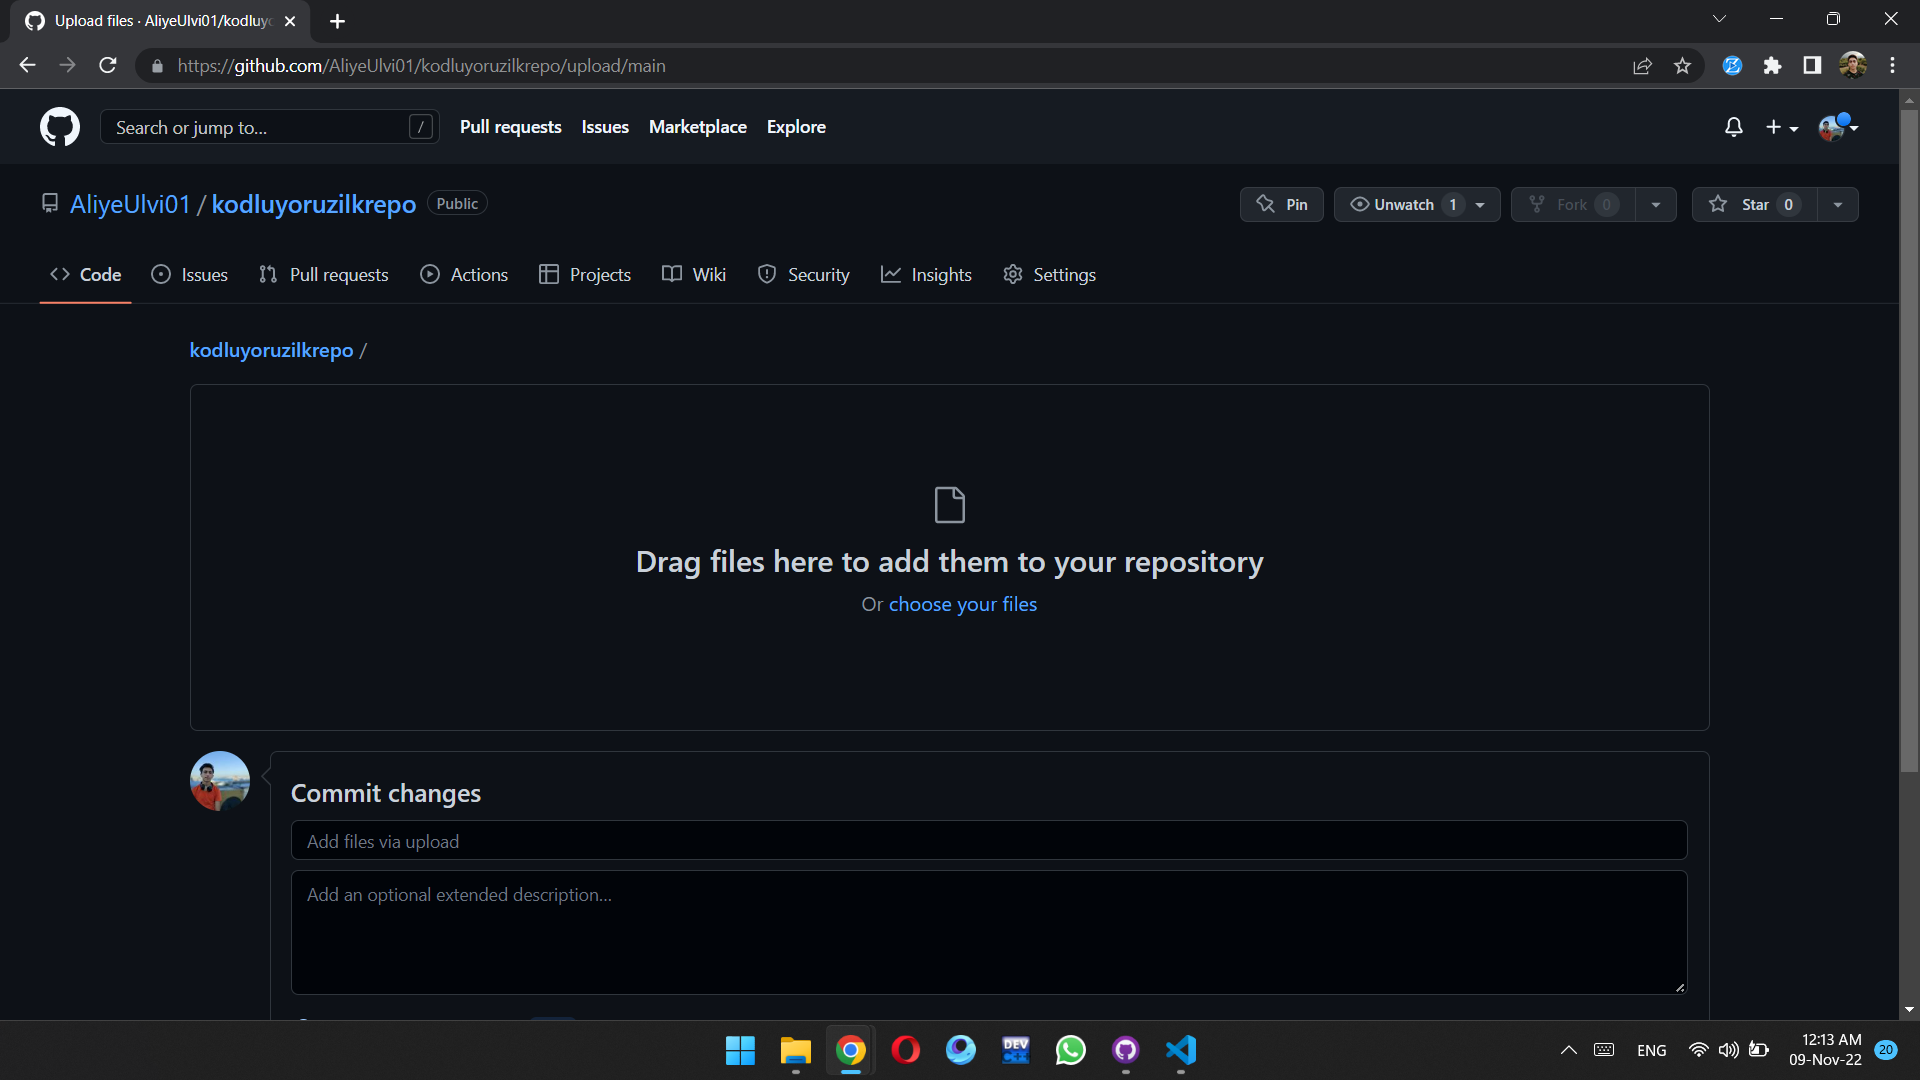 Upload files · AliyeUlvi01/kodluyc
https://github.com/AliyeUlvi01/kodluyoruzilkrepo/upload/main
Search or jump to... /
Pull requests Issues Marketplace Explore
AliyeUlvi01 / kodluyoruzilkrepo Public
Pin Unwatch 1 Fork 0 Star 0
Code Issues Pull requests Actions Projects Wiki Security Insights Settings
kodluyoruzilkrepo /
Drag files here to add them to your repository
Or choose your files
Commit changes
Add files via upload
Add an optional extended description...
DEV
ENG
12:13 AM
09-Nov-22
20